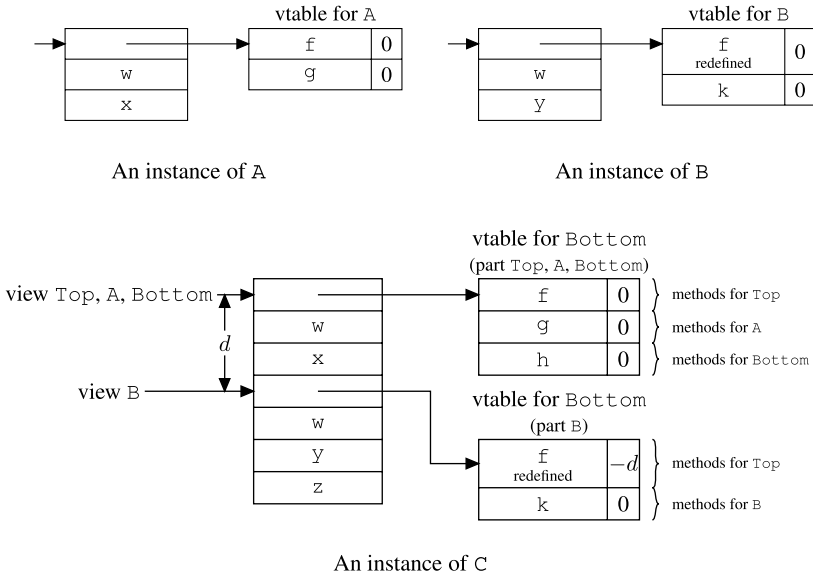 vtable for A
f 0
w
g 0
x
An instance of A
vtable for B
f 0
redefined
w
k 0
y
An instance of B
vtable for Bottom
(part Top, A, Bottom)
view Top, A, Bottom
f 0 methods for Top
w
g 0 methods for A
d
x
h 0 methods for Bottom
view B
vtable for Bottom
(part B)
w
y
f −d methods for Top
redefined
z
k 0 methods for B
An instance of C